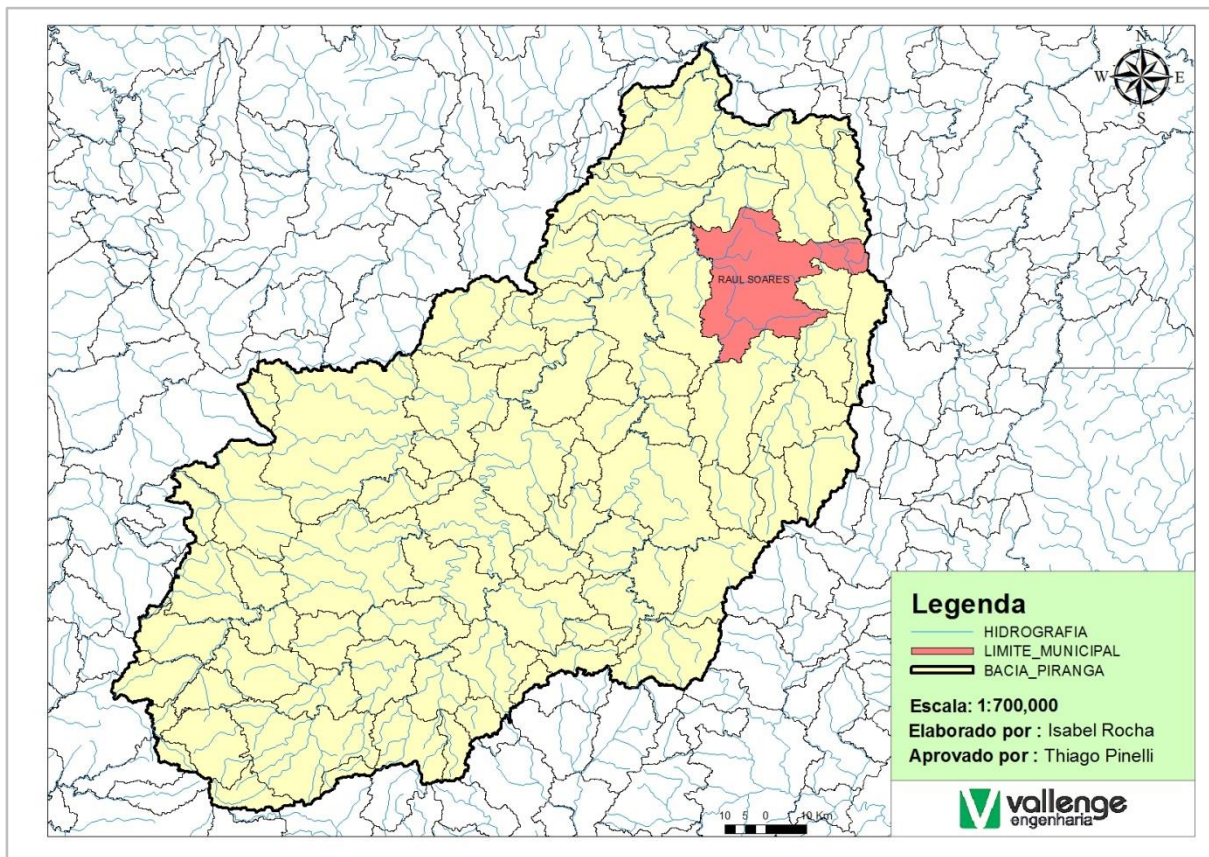 N
W E
S
RAUL SOARES
Legenda
HIDROGRAFIA
LIMITE_MUNICIPAL
BACIA_PIRANGA
Escala: 1:700,000
Elaborado por : Isabel Rocha
Aprovado por : Thiago Pinelli
10 5 0 10 Km
vallenge
engenharia